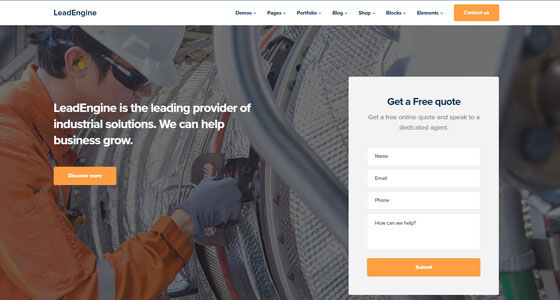 LeadEngine
Demos Pages Portfolio Blog Shop Blocks Elements Contact us
LeadEngine is the leading provider of
industrial solutions. We can help
business grow.
Discover more
Get a Free quote
Get a free online quote and speak to a
dedicated agent.
Name
Email
Phone
How can we help?
Submit